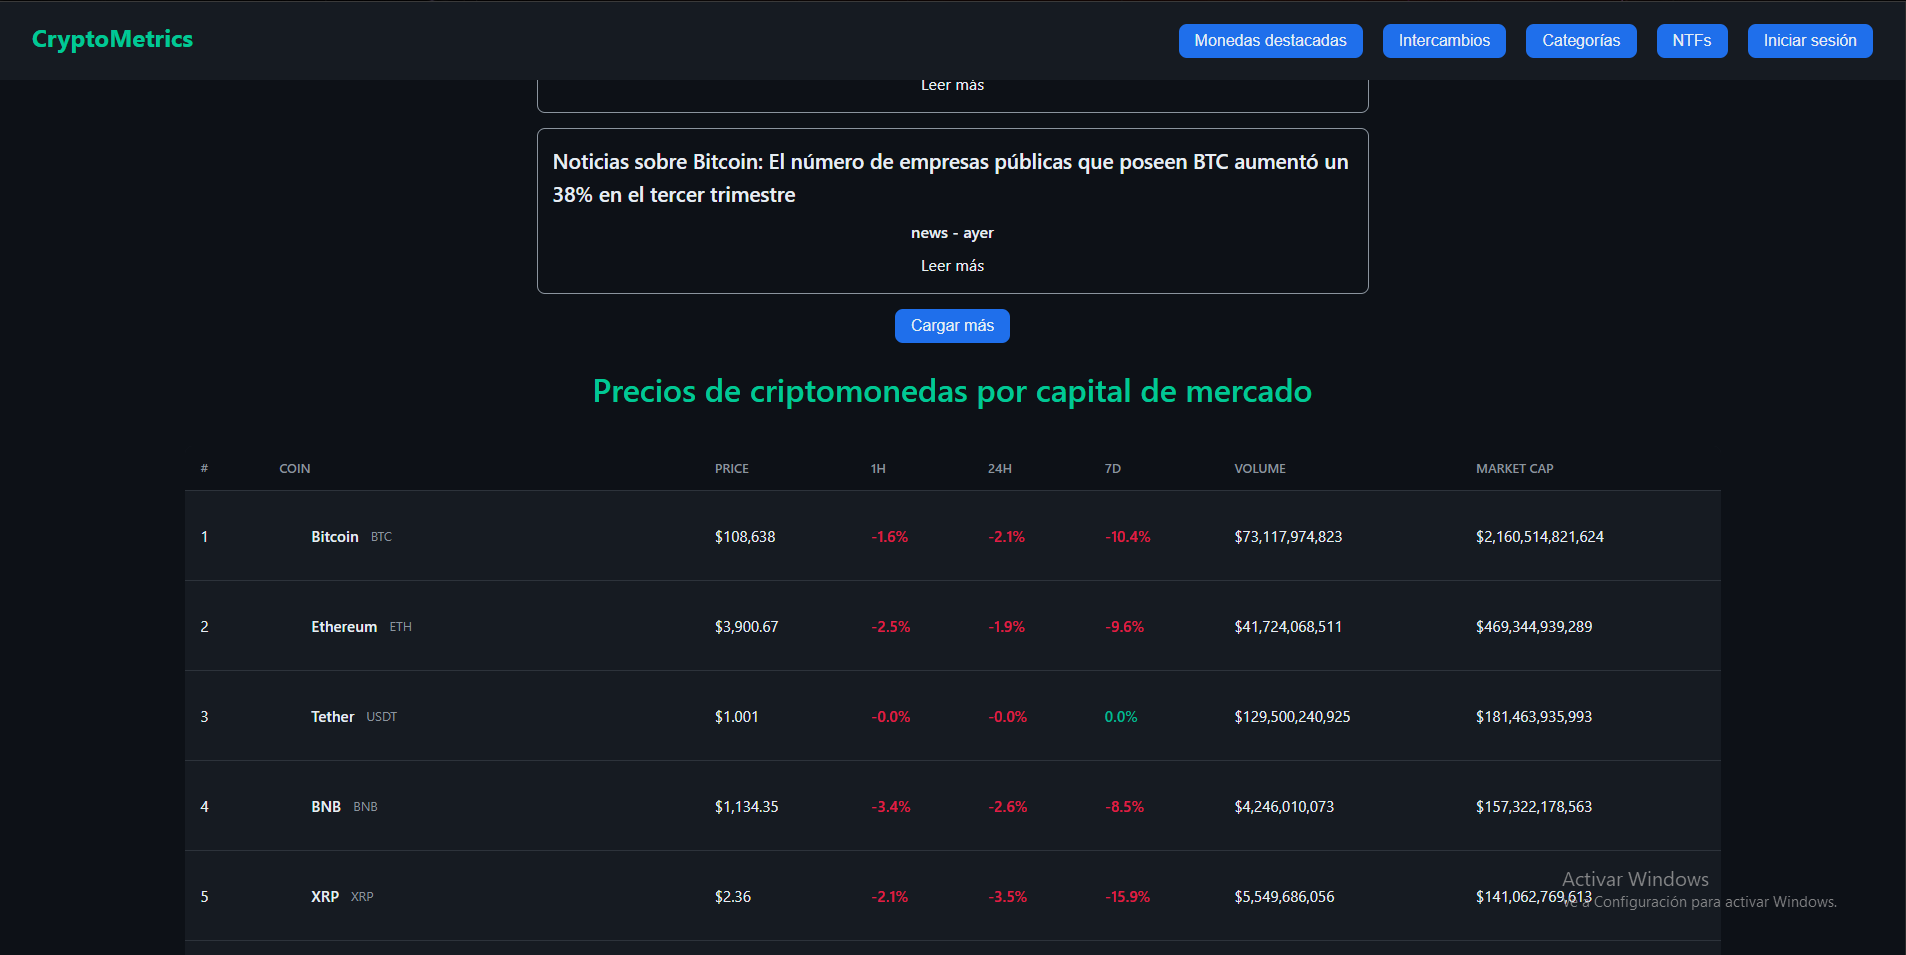 CryptoMetrics
Monedas destacadas Intercambios Categorías NTFs Iniciar sesión
Leer más
Noticias sobre Bitcoin: El número de empresas públicas que poseen BTC aumentó un
38% en el tercer trimestre
news - ayer
Leer más
Cargar más
Precios de criptomonedas por capital de mercado
# COIN PRICE 1H 24H 7D VOLUME MARKET CAP
1 Bitcoin BTC $108,638 -1.6% -2.1% -10.4% $73,117,974,823 $2,160,514,821,624
2 Ethereum ETH $3,900.67 -2.5% -1.9% -9.6% $41,724,068,511 $469,344,939,289
3 Tether USDT $1.001 -0.0% -0.0% 0.0% $129,500,240,925 $181,463,935,993
4 BNB BNB $1,134.35 -3.4% -2.6% -8.5% $4,246,010,073 $157,322,178,563
5 XRP XRP $2.36 -2.1% -3.5% -15.9% $5,549,686,056 $141,062,769,613
Activar Windows
Ve a Configuración para activar Windows.